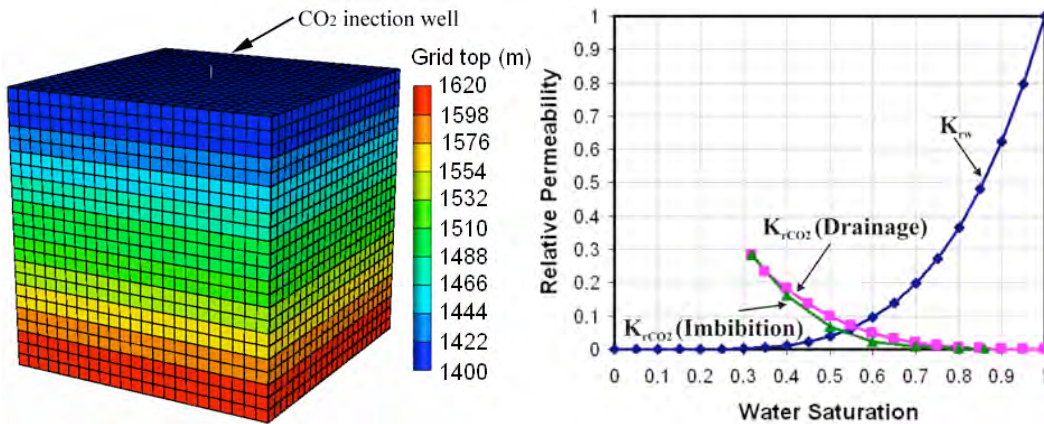 CO2 inection well
Grid top (m)
1620
1598
1576
1554
1532
1510
1488
1466
1444
1422
1400
Relative Permeability
1
0.9
0.8
0.7
0.6
0.5
0.4
0.3
0.2
0.1
0
Krw
KrCO2 (Drainage)
KrCO2 (Imbibition)
0 0.1 0.2 0.3 0.4 0.5 0.6 0.7 0.8 0.9 1
Water Saturation